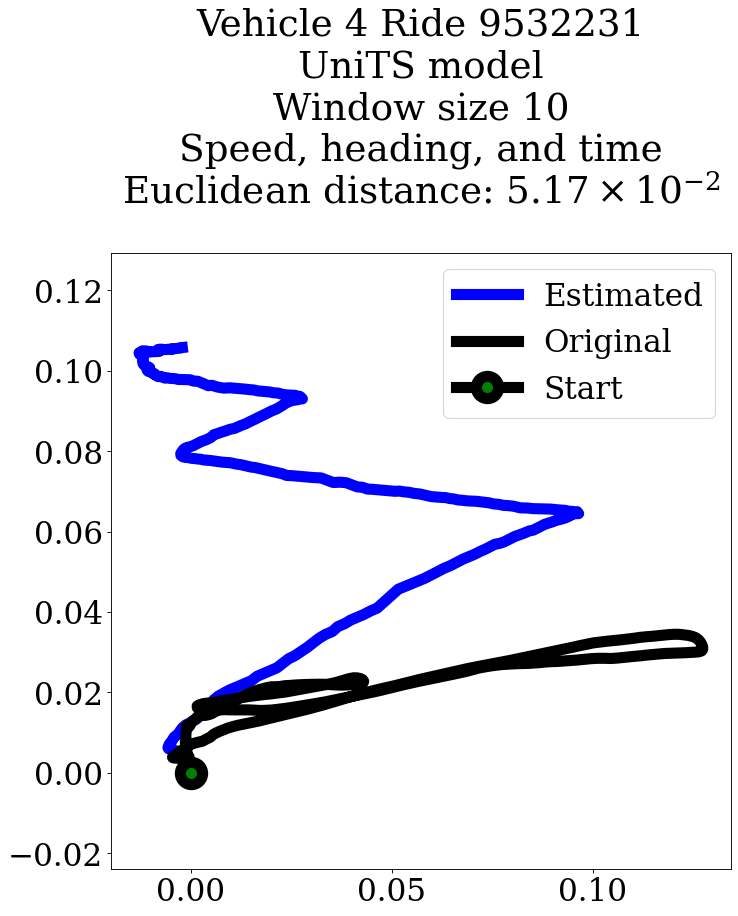 Vehicle 4 Ride 9532231
UniTS model
Window size 10
Speed, heading, and time
Euclidean distance: 5.17 × 10⁻²
Estimated
Original
Start
0.12
0.10
0.08
0.06
0.04
0.02
0.00
−0.02
0.00 0.05 0.10